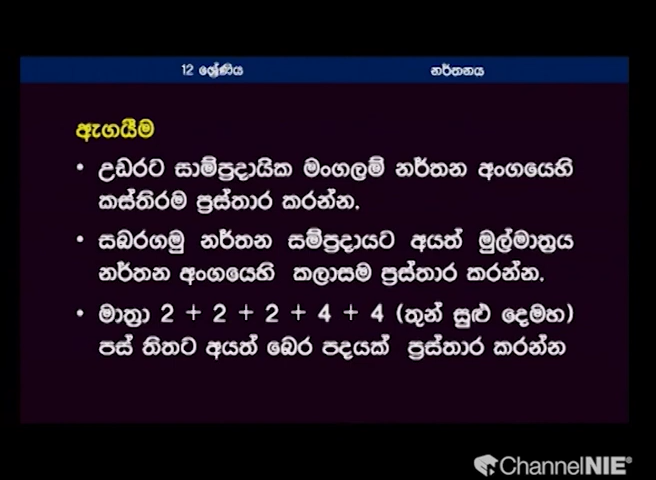 12 ශ්‍රේණිය නර්තනය
ඇගයීම
• උඩරට සාම්ප්‍රදායික මංගලම් නර්තන අංගයෙහි
කස්තිරම ප්‍රස්තාර කරන්න.
• සබරගමු නර්තන සම්ප්‍රදායට අයත් මුල්මාත්‍රය
නර්තන අංගයෙහි කලාසම ප්‍රස්තාර කරන්න.
• මාත්‍රා 2 + 2 + 2 + 4 + 4 (තුන් සුළු දෙමහ)
පස් තිතට අයත් බෙර පදයක් ප්‍රස්තාර කරන්න
ChannelNIE